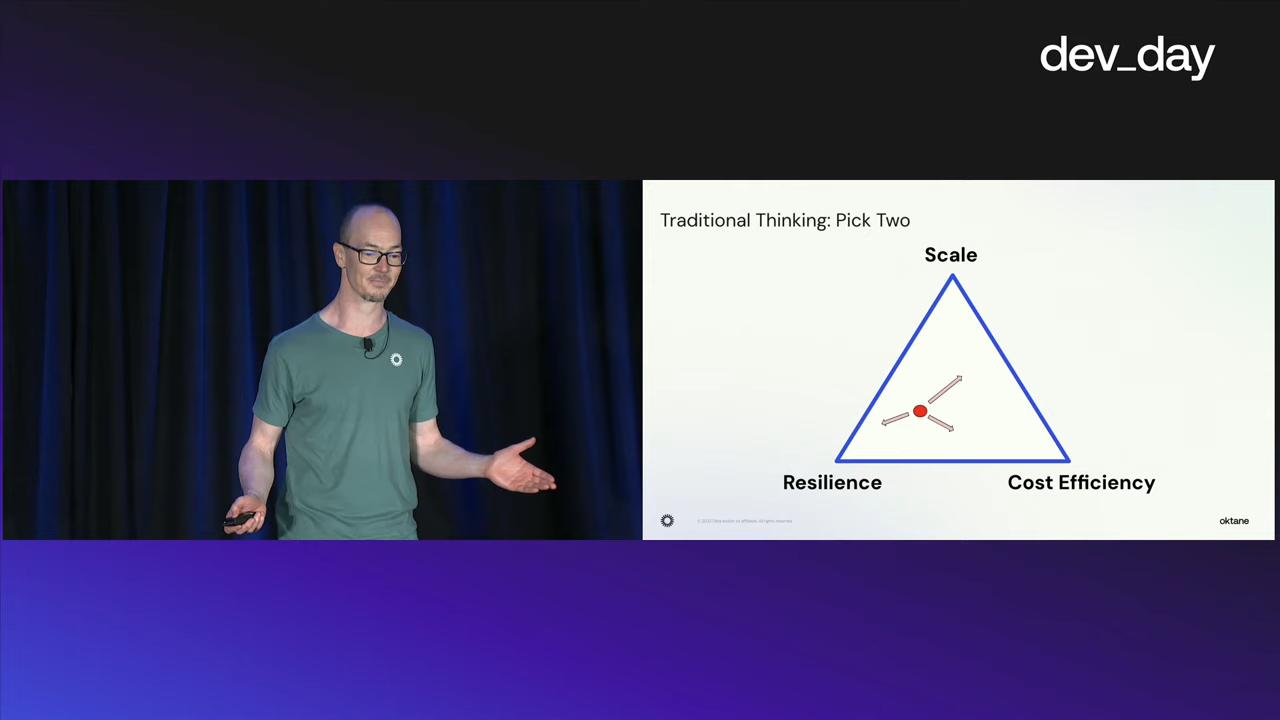 dev_day
Traditional Thinking: Pick Two
Scale
Resilience
Cost Efficiency
oktane